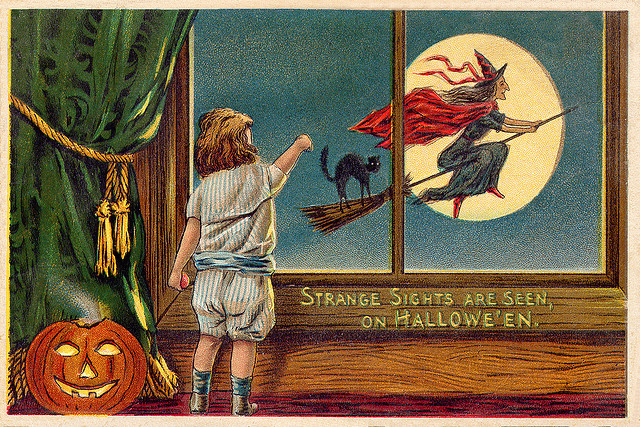 STRANGE SIGHTS ARE SEEN,
ON HALLOWE'EN.